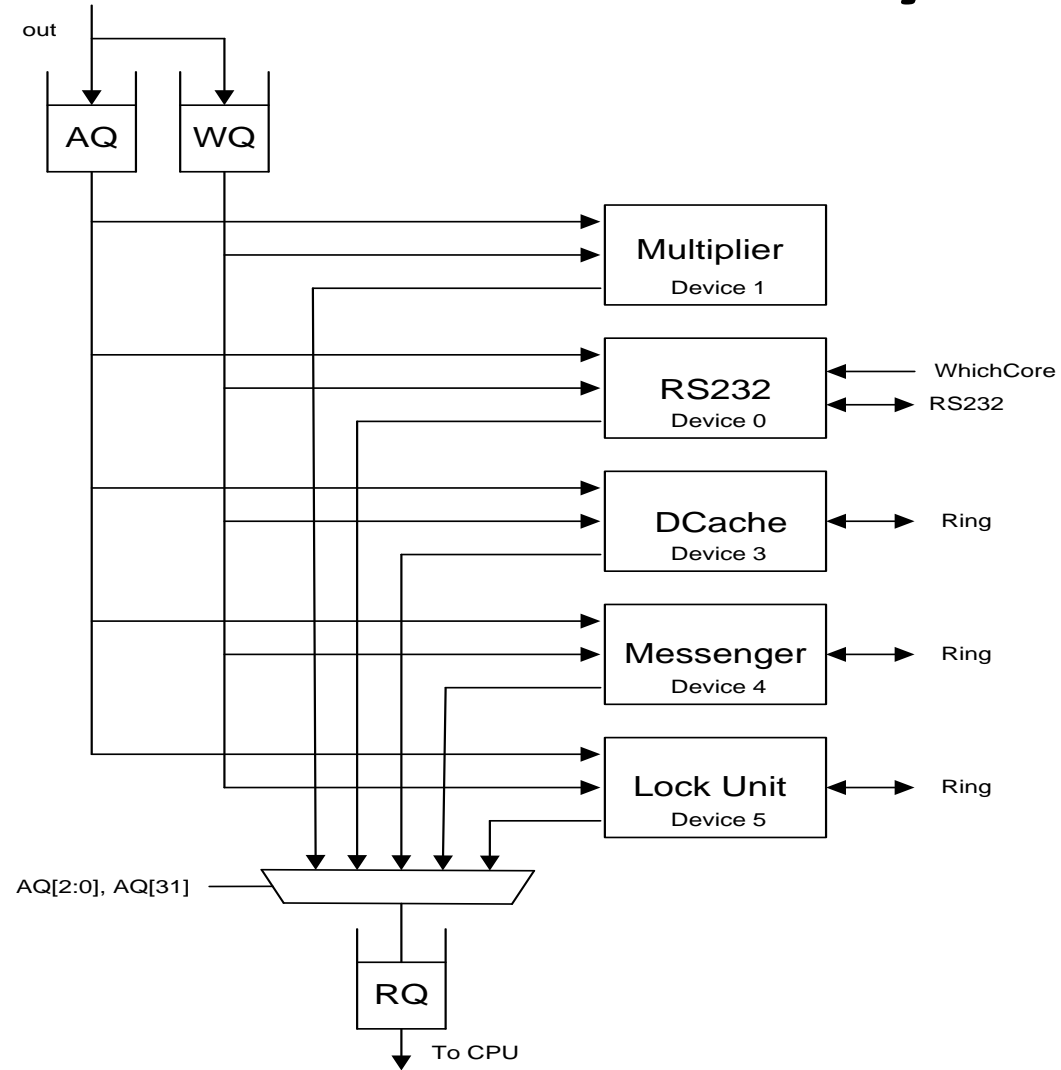 out
AQ
WQ
Multiplier
Device 1
RS232
Device 0
WhichCore
RS232
DCache
Device 3
Ring
Messenger
Device 4
Ring
Lock Unit
Device 5
Ring
AQ[2:0], AQ[31]
RQ
To CPU